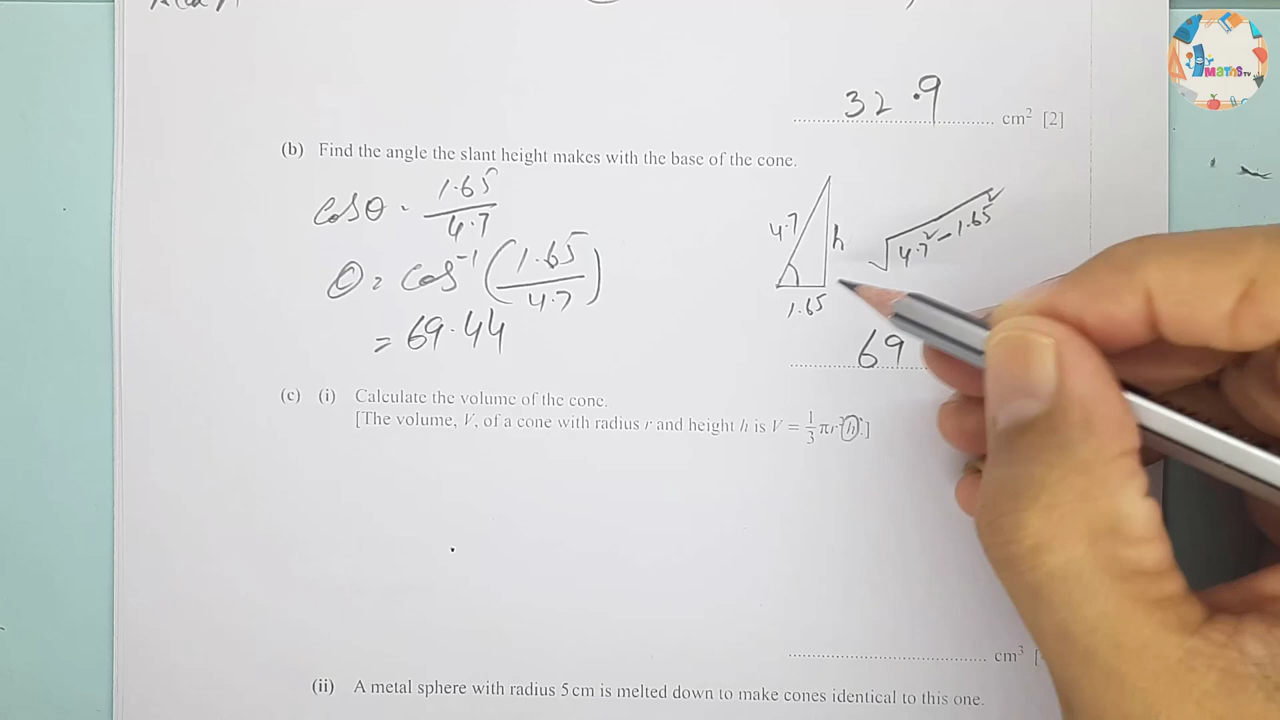 MATHS TV
32.9
cm² [2]
(b) Find the angle the slant height makes with the base of the cone.
cosθ = 1.65/4.7
θ = cos⁻¹(1.65/4.7)
= 69.44
4.7
h
1.65
√4.7² - 1.65²
69
(c) (i) Calculate the volume of the cone.
[The volume, V, of a cone with radius r and height h is V = 1/3 πr²h.]
cm³ [
(ii) A metal sphere with radius 5 cm is melted down to make cones identical to this one.